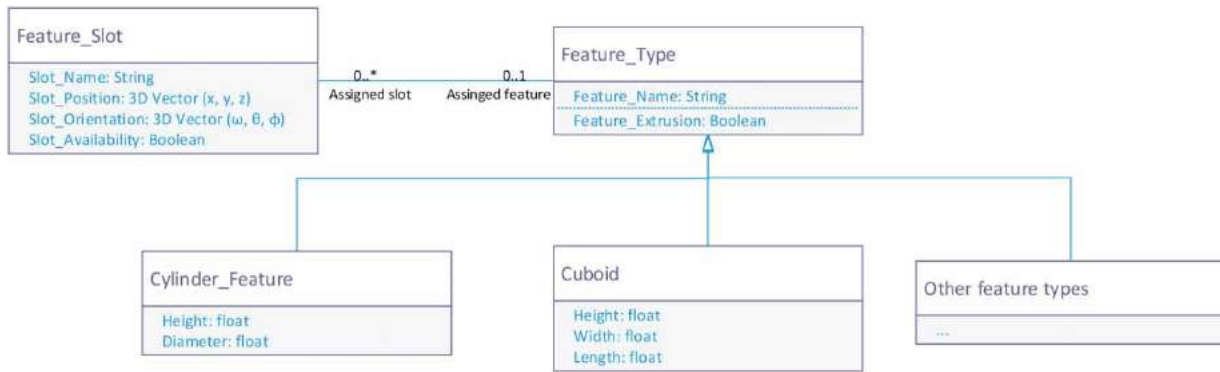 Feature_Slot
Slot_Name: String
Slot_Position: 3D Vector (x, y, z)
Slot_Orientation: 3D Vector (ω, θ, ϕ)
Slot_Availability: Boolean
0..*
0..1
Assigned slot
Assinged feature
Feature_Type
Feature_Name: String
Feature_Extrusion: Boolean
Cylinder_Feature
Height: float
Diameter: float
Cuboid
Height: float
Width: float
Length: float
Other feature types
...